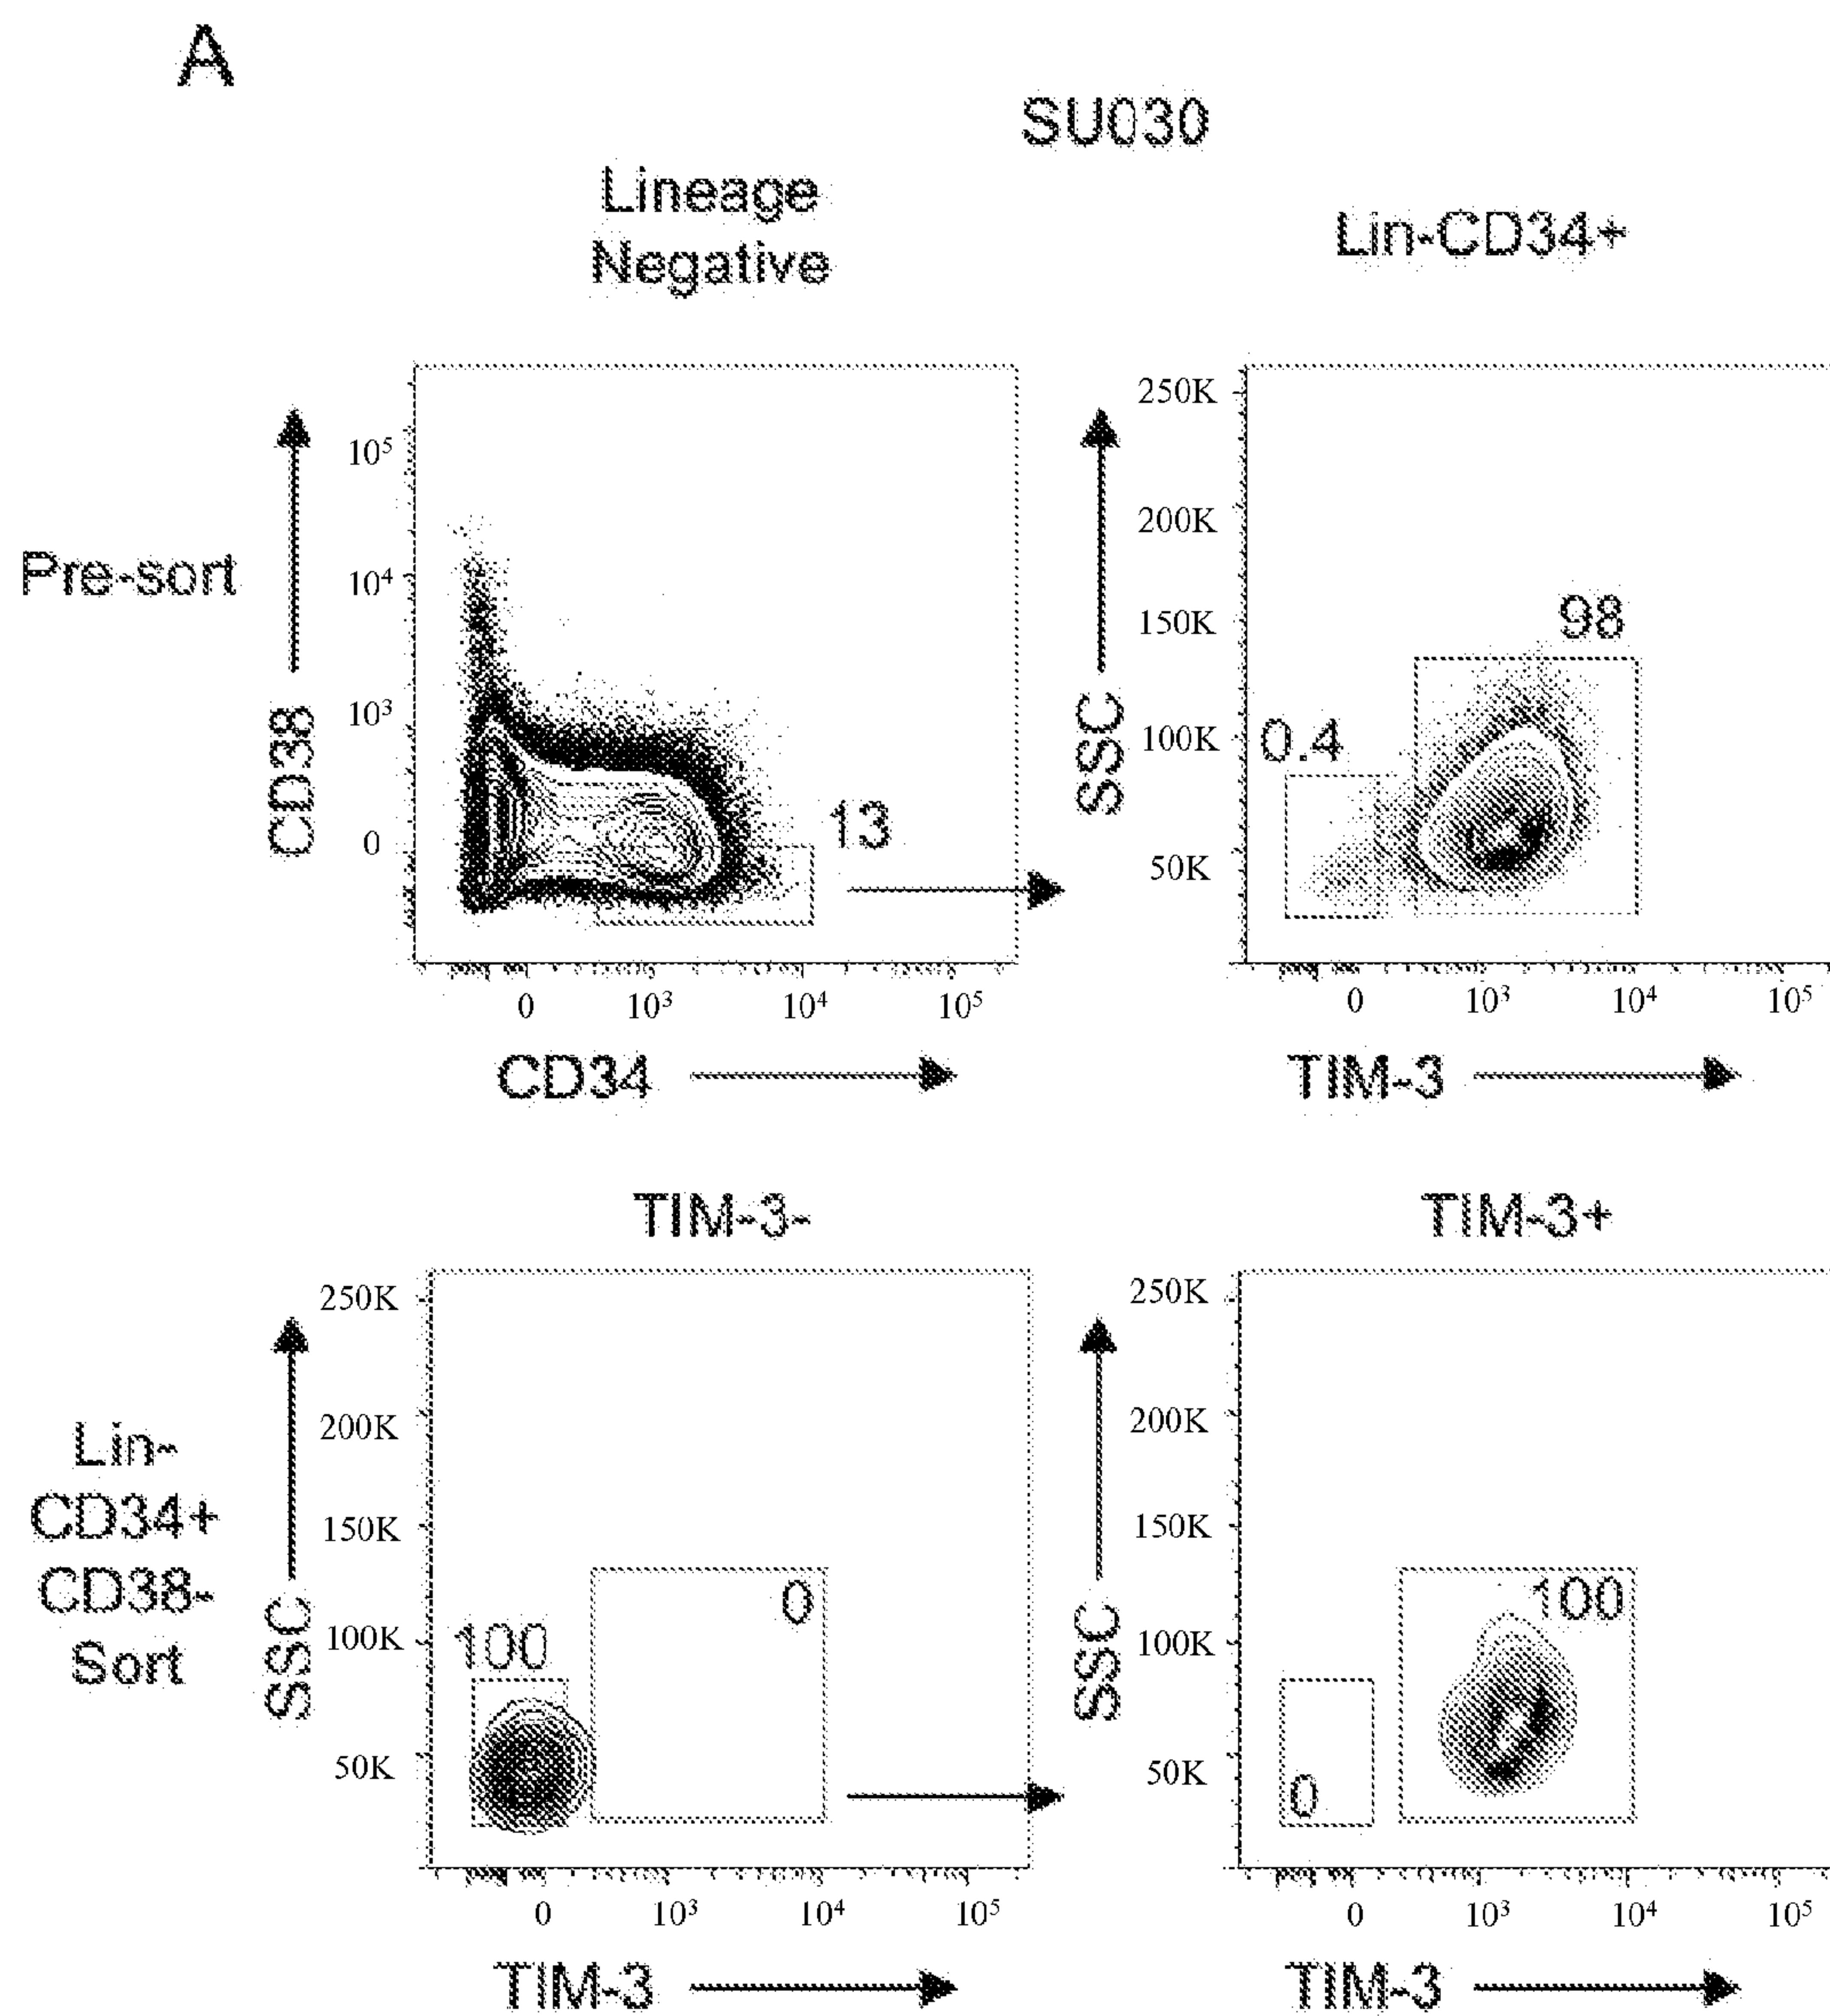 A
SU030
Lineage
Negative
Lin-CD34+
Pre-sort
CD38
10⁵
10⁴
10³
0
13
0
10³
10⁴
10⁵
CD34
SSC
250K
200K
150K
100K
50K
98
0.4
0
10³
10⁴
10⁵
TIM-3
TIM-3-
TIM-3+
Lin-
CD34+
CD38-
Sort
SSC
250K
200K
150K
100K
50K
100
0
0
10³
10⁴
10⁵
TIM-3
SSC
250K
200K
150K
100K
50K
100
0
0
10³
10⁴
10⁵
TIM-3